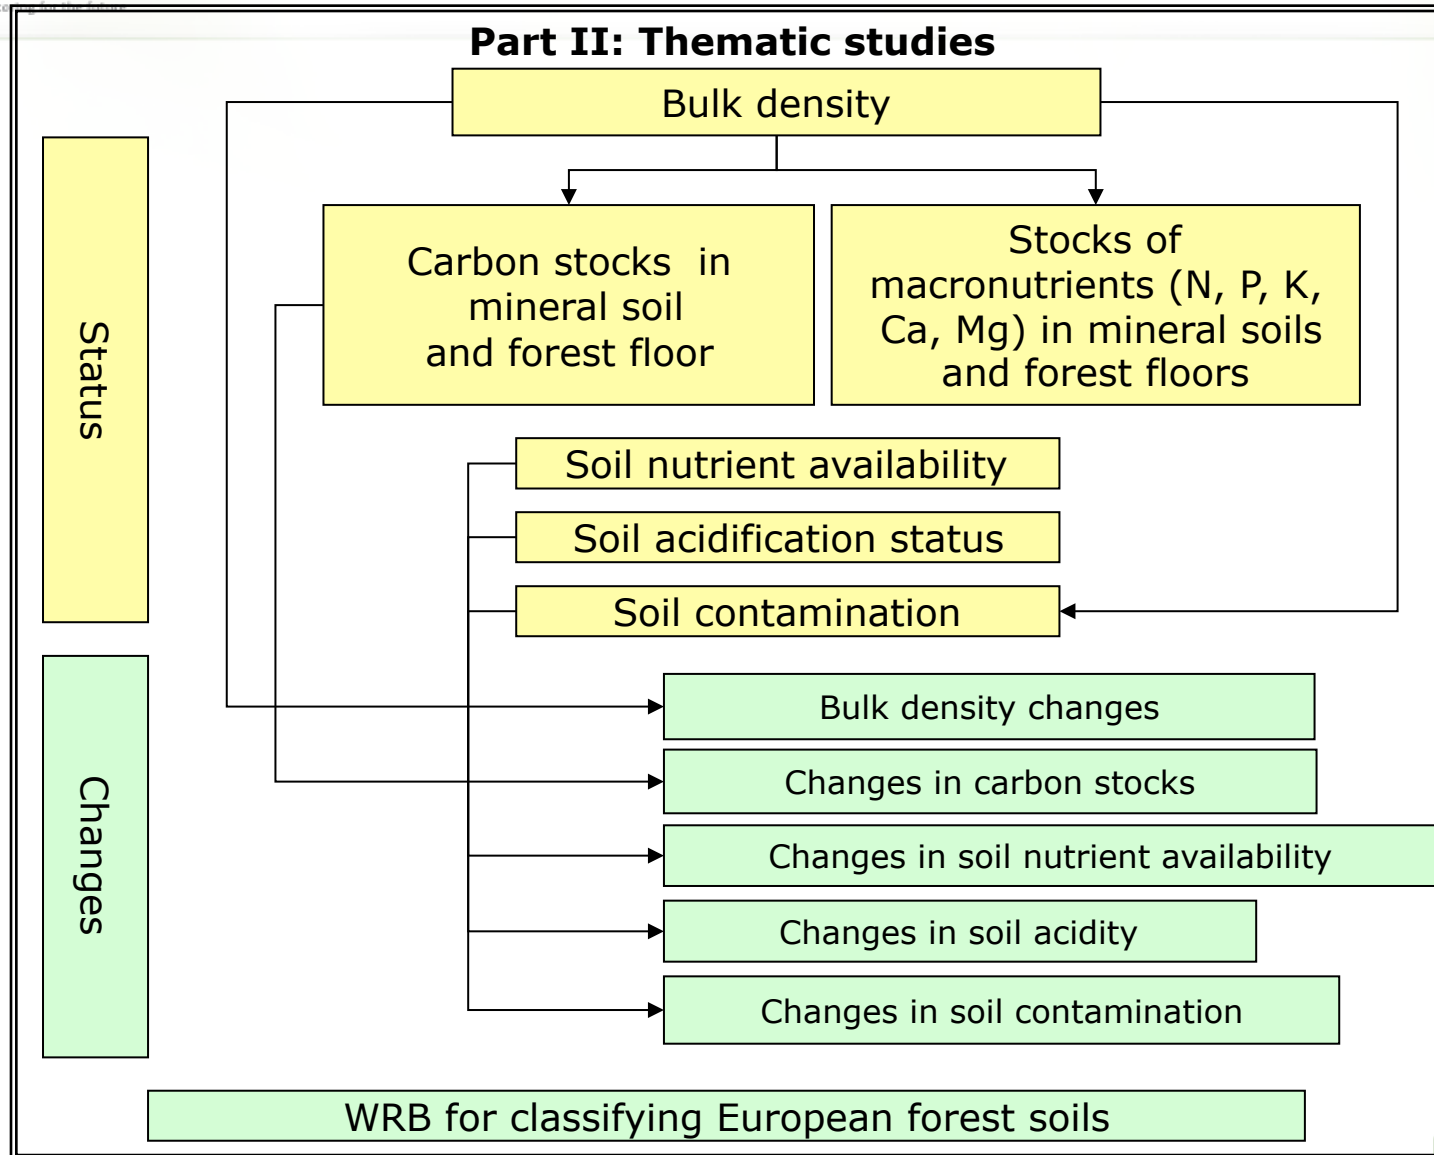 for the future
Part II: Thematic studies
Bulk density
Status
Carbon stocks in
mineral soil
and forest floor
Stocks of
macronutrients (N, P, K,
Ca, Mg) in mineral soils
and forest floors
Soil nutrient availability
Soil acidification status
Soil contamination
Changes
Bulk density changes
Changes in carbon stocks
Changes in soil nutrient availability
Changes in soil acidity
Changes in soil contamination
WRB for classifying European forest soils